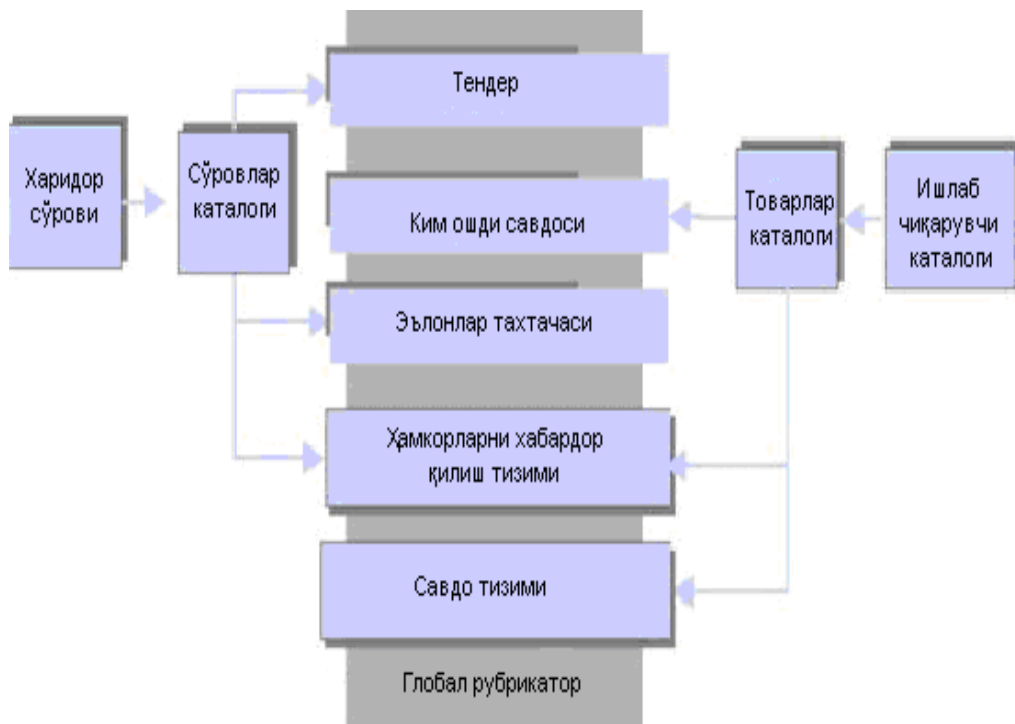 Тендер
Харидор
сўрови
Сўровлар
каталоги
Ким ошди савдоси
Товарлар
каталоги
Ишлаб
чиқарувчи
каталоги
Эълонлар тахтачаси
Ҳамкорларни хабардор
қилиш тизими
Савдо тизими
Глобал рубрикатор